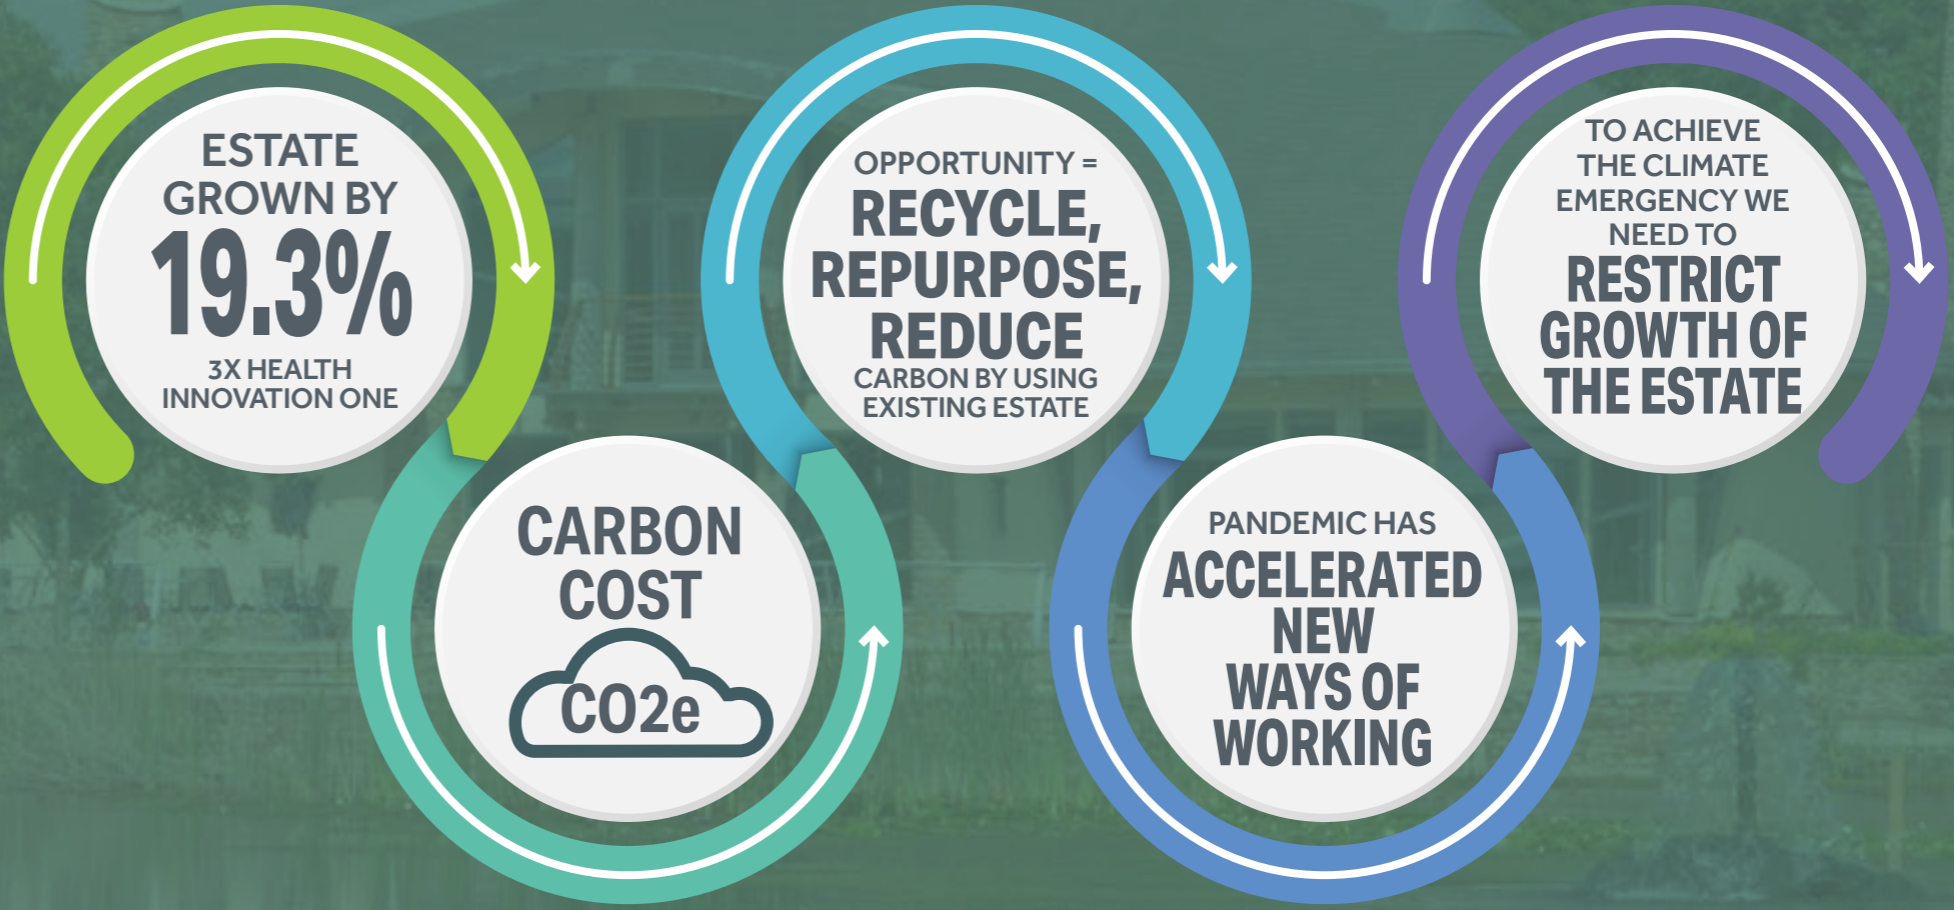 ESTATE
GROWN BY
19.3%
3X HEALTH
INNOVATION ONE
CARBON
COST
CO2e
OPPORTUNITY =
RECYCLE,
REPURPOSE,
REDUCE
CARBON BY USING
EXISTING ESTATE
PANDEMIC HAS
ACCELERATED
NEW
WAYS OF
WORKING
TO ACHIEVE
THE CLIMATE
EMERGENCY WE
NEED TO
RESTRICT
GROWTH OF
THE ESTATE